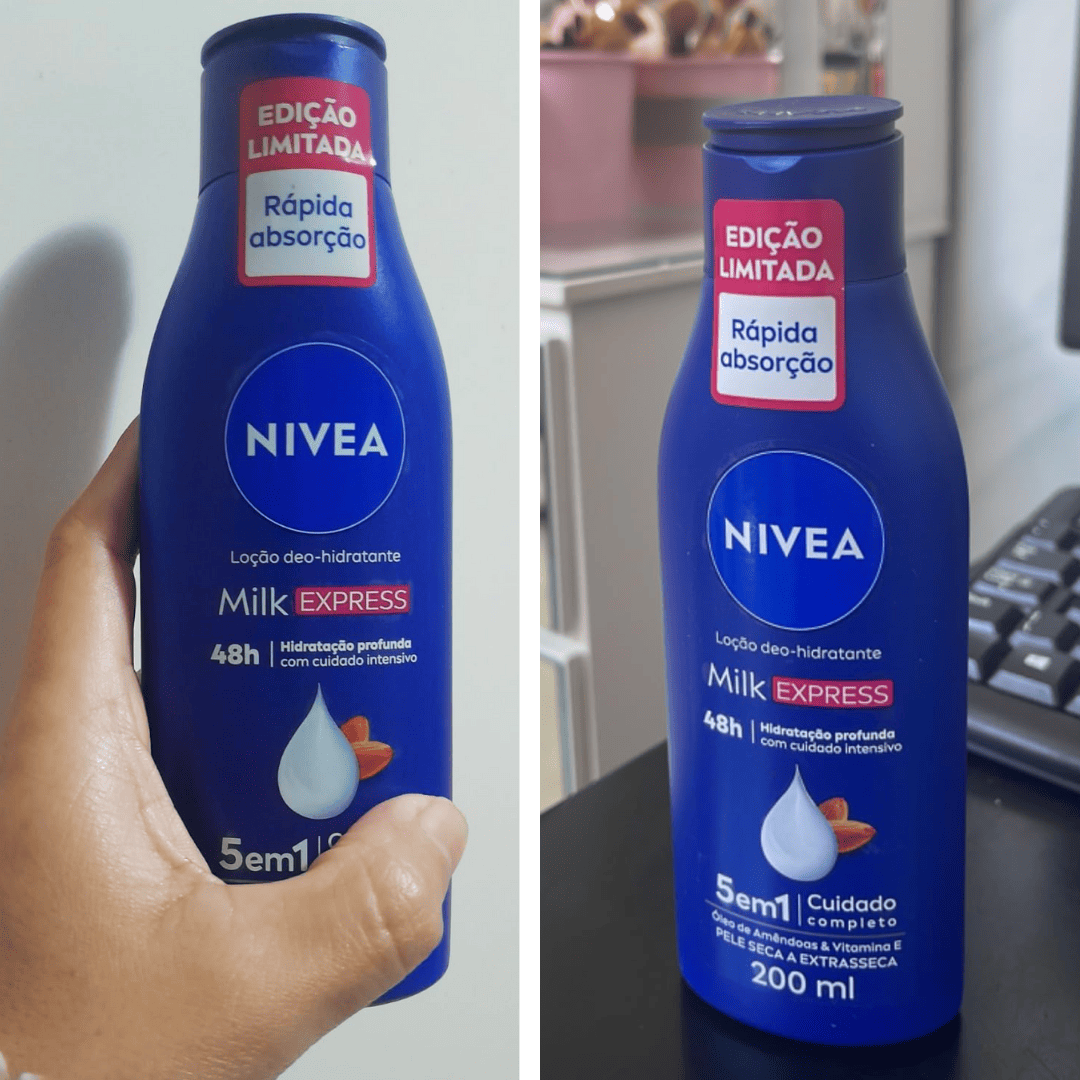 EDIÇÃO
LIMITADA
Rápida
absorção
NIVEA
Loção deo-hidratante
Milk EXPRESS
48h | Hidratação profunda
com cuidado intensivo
5em1
EDIÇÃO
LIMITADA
Rápida
absorção
NIVEA
Loção deo-hidratante
Milk EXPRESS
48h | Hidratação profunda
com cuidado intensivo
5em1 | Cuidado
completo
Óleo de Amêndoas & Vitamina E
PELE SECA A EXTRASSECA
200 ml